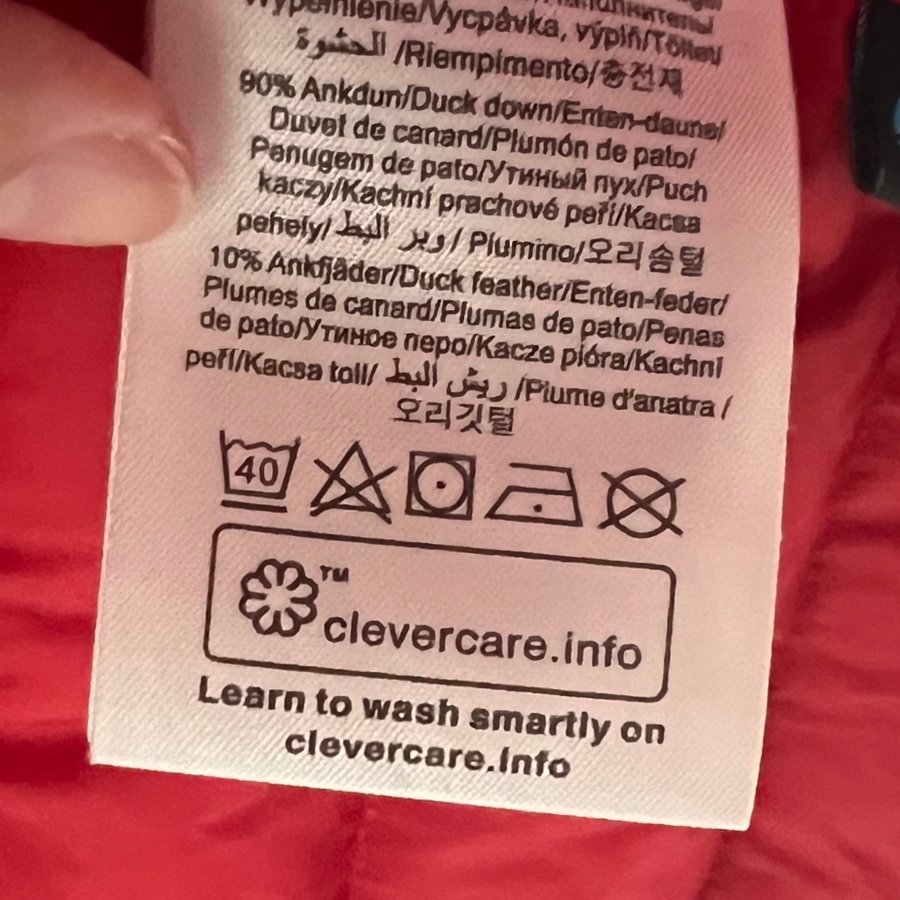 Wypełnienie/Vycpávka, výplň/Töltet/
الحشوة /Riempimento/충전재
90% Ankdun/Duck down/Enten-daune/
Duvet de canard/Plumón de pato/
Penugem de pato/Утиный пух/Puch
kaczy/Kachní prachové peří/Kacsa
pehely/ وبر البط / Piumino/오리솜털
10% Ankfjäder/Duck feather/Enten-feder/
Plumes de canard/Plumas de pato/Penas
de pato/Утиное перо/Kacze pióra/Kachní
peří/Kacsa toll/ ريش البط /Piume d'anatra /
오리깃털
40
TM
clevercare.info
Learn to wash smartly on
clevercare.info